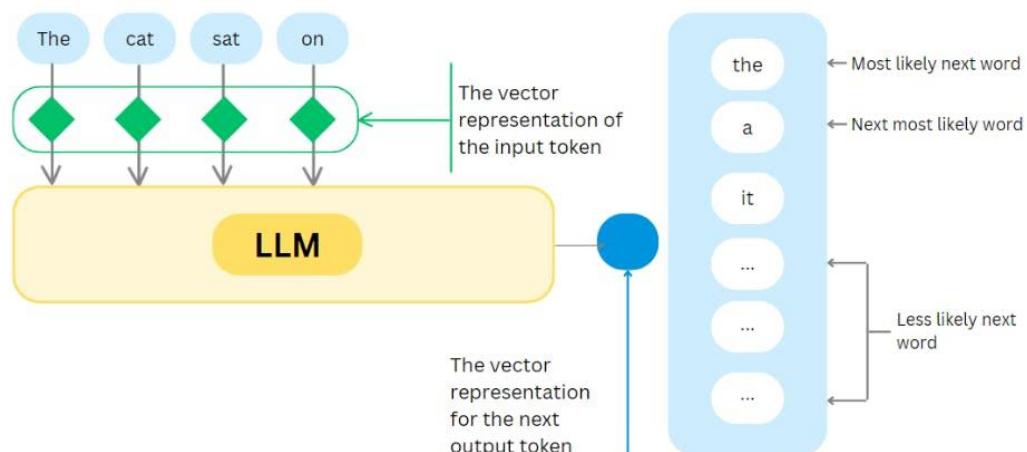 The cat sat on
The vector
representation of
the input token
LLM
The vector
representation
for the next
output token
the
Most likely next word
a
Next most likely word
it
...
...
...
Less likely next
word